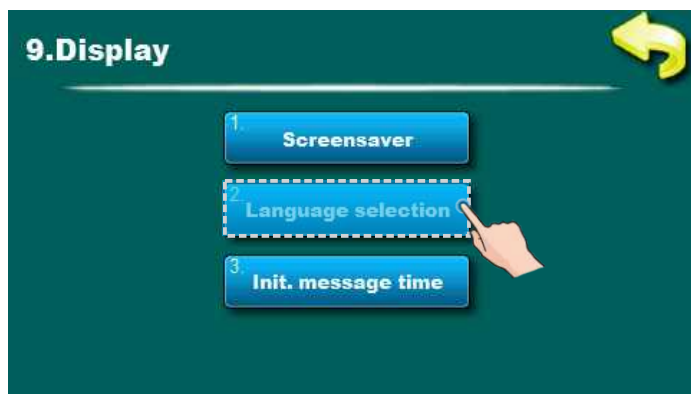 9.Display
1.
Screensaver
2.
Language selection
3.
Init. message time